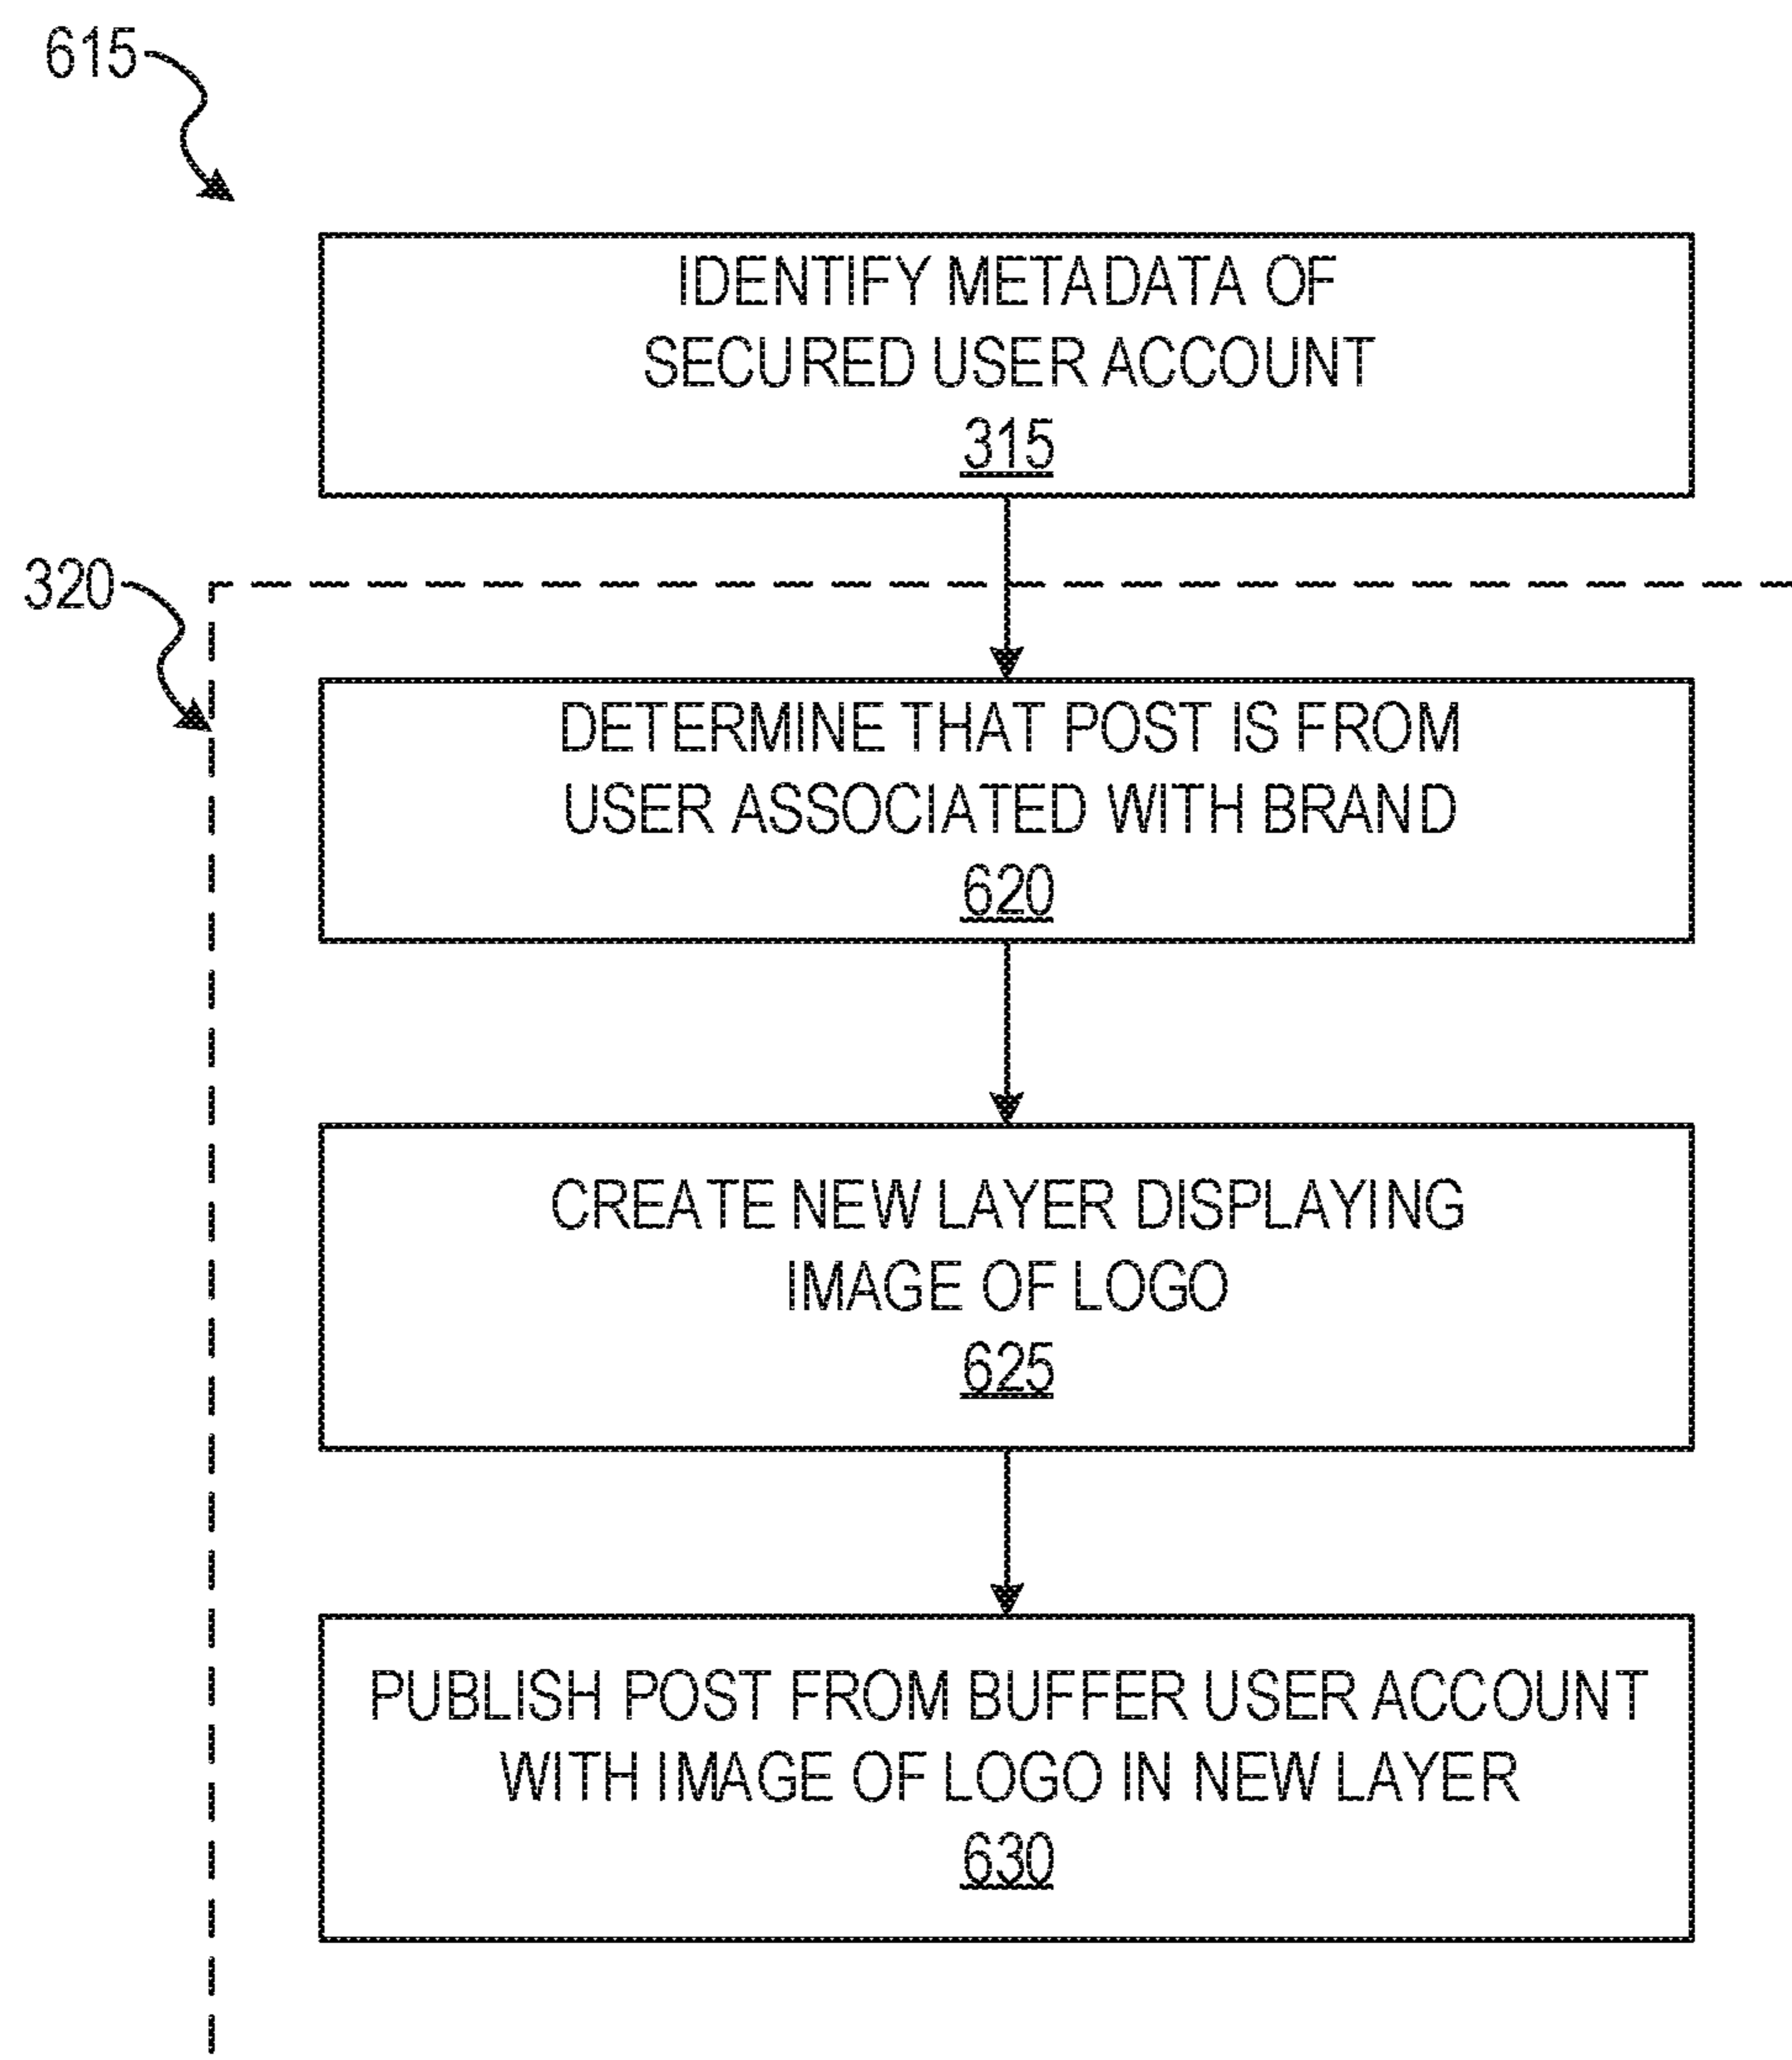 615
IDENTIFY METADATA OF
SECURED USER ACCOUNT
315
320
DETERMINE THAT POST IS FROM
USER ASSOCIATED WITH BRAND
620
CREATE NEW LAYER DISPLAYING
IMAGE OF LOGO
625
PUBLISH POST FROM BUFFER USER ACCOUNT
WITH IMAGE OF LOGO IN NEW LAYER
630